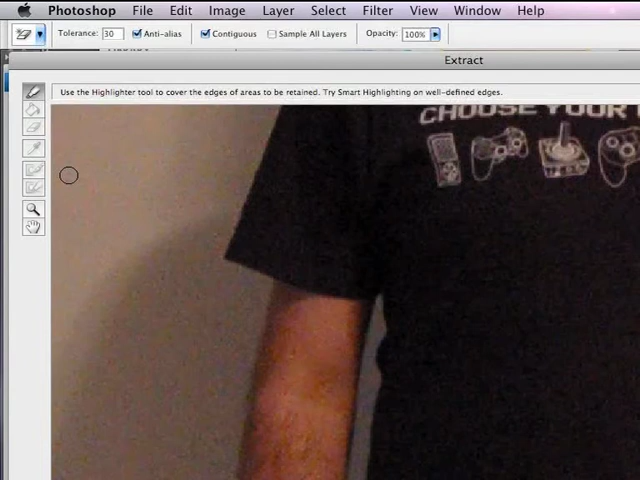 Photoshop File Edit Image Layer Select Filter View Window Help
Tolerance: 30 Anti-alias Contiguous Sample All Layers Opacity: 100%
Extract
Use the Highlighter tool to cover the edges of areas to be retained. Try Smart Highlighting on well-defined edges.
CHOOSE YOUR